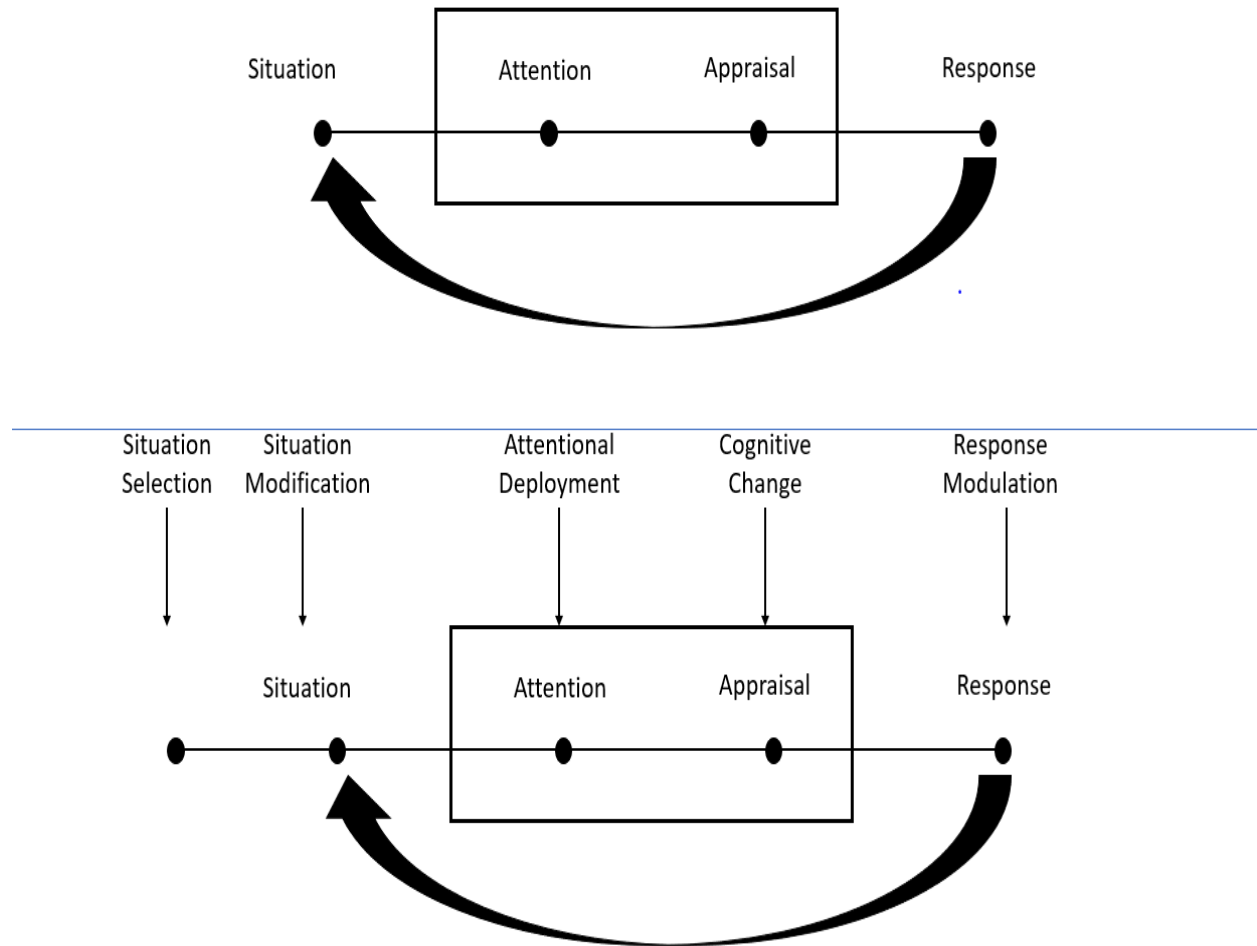 Situation
Attention
Appraisal
Response
Situation
Selection
Situation
Modification
Attentional
Deployment
Cognitive
Change
Response
Modulation
Situation
Attention
Appraisal
Response